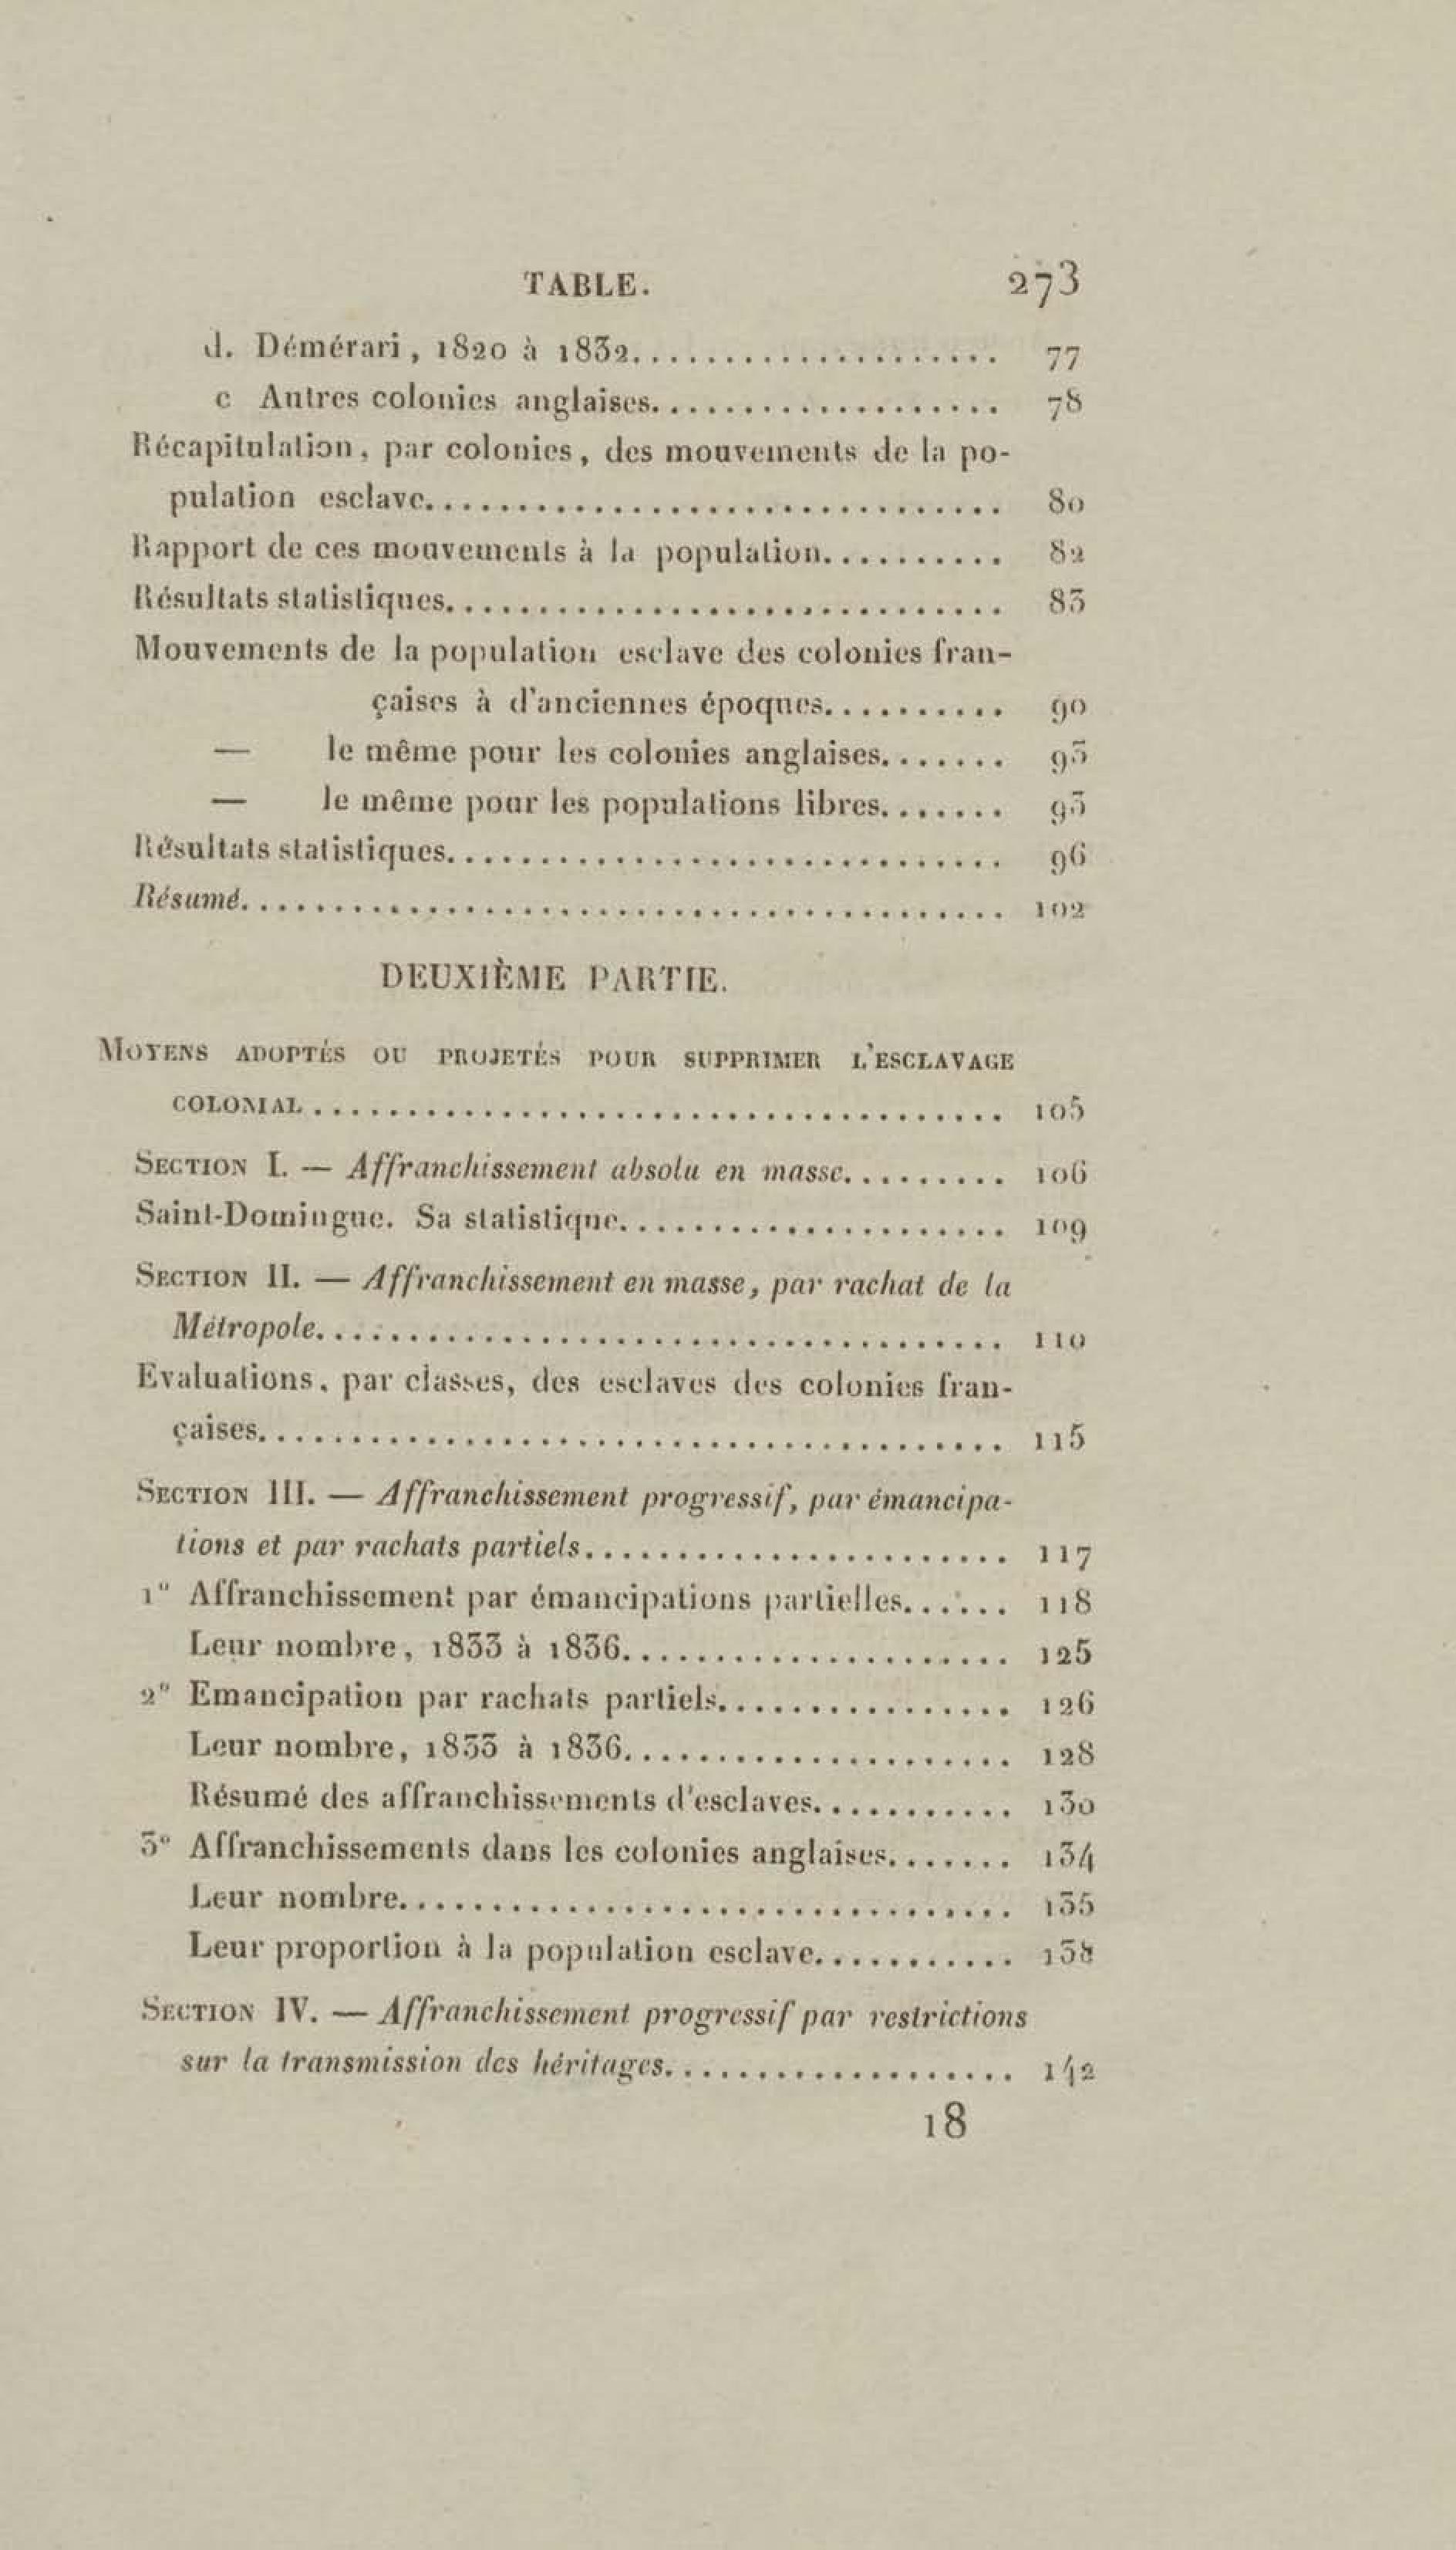 TABLE. 273
d. Démérari, 1820 à 1832..................... 77
e Autres colonies anglaises.................... 78
Récapitulation, par colonies, des mouvements de la po-
pulation esclave................................ 80
Rapport de ces mouvements à la population.......... 82
Résultats statistiques.............................. 83
Mouvements de la population esclave des colonies fran-
çaises à d'anciennes époques.......... 90
— le même pour les colonies anglaises....... 93
— le même pour les populations libres....... 95
Résultats statistiques.............................. 96
Résumé.......................................... 102
DEUXIÈME PARTIE.
MOYENS ADOPTÉS OU PROJETÉS POUR SUPPRIMER L'ESCLAVAGE
COLONIAL..................................... 105
SECTION I. — Affranchissement absolu en masse......... 106
Saint-Domingue. Sa statistique..................... 109
SECTION II. — Affranchissement en masse, par rachat de la
Métropole..................................... 110
Evaluations, par classes, des esclaves des colonies fran-
çaises........................................ 115
SECTION III. — Affranchissement progressif, par émancipa-
tions et par rachats partiels....................... 117
1° Affranchissement par émancipations partielles...... 118
Leur nombre, 1833 à 1836..................... 125
2° Emancipation par rachats partiels................ 126
Leur nombre, 1833 à 1836..................... 128
Résumé des affranchissements d'esclaves........... 130
3° Affranchissements dans les colonies anglaises....... 134
Leur nombre................................. 135
Leur proportion à la population esclave........... 138
SECTION IV. — Affranchissement progressif par restrictions
sur la transmission des héritages................... 142
18